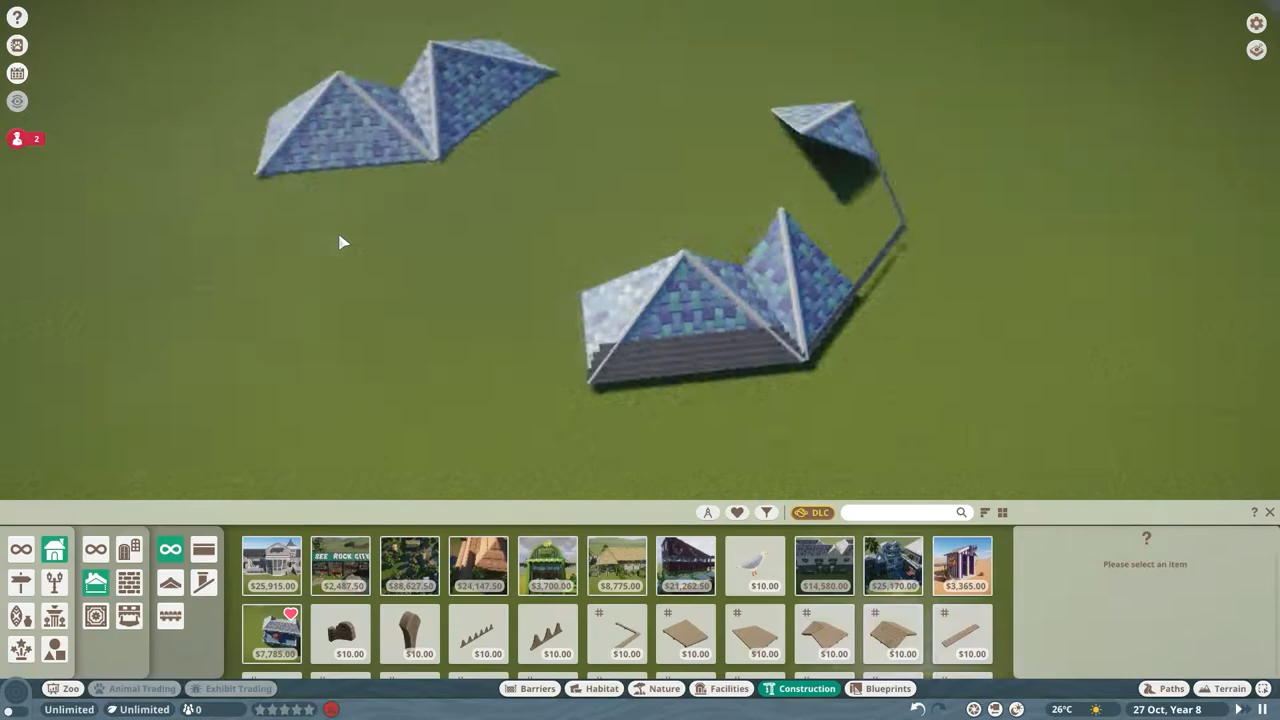 ?
2
DLC
?
$25,915.00
SEE ROCK CITY
$2,487.50
$88,627.50
$24,147.50
$3,700.00
$8,775.00
$21,262.50
$10.00
$14,580.00
$25,170.00
$3,365.00
?
Please select an item
$7,785.00
$10.00
$10.00
$10.00
$10.00
$10.00
$10.00
$10.00
$10.00
$10.00
$10.00
Zoo
Animal Trading
Exhibit Trading
Barriers
Habitat
Nature
Facilities
Construction
Blueprints
Paths
Terrain
Unlimited
Unlimited
0
26°C
27 Oct, Year 8